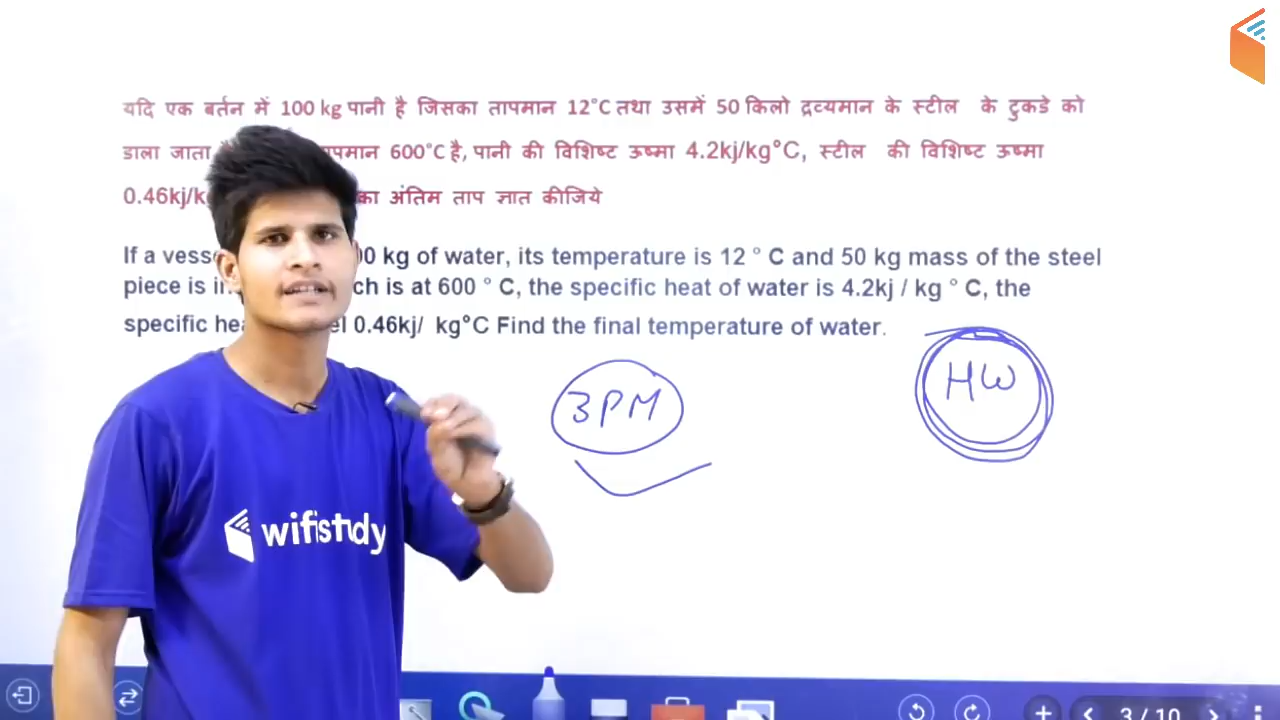 यदि एक बर्तन में 100 kg पानी है जिसका तापमान 12°C तथा उसमें 50 किलो द्रव्यमान के स्टील के टुकडे को
डाला जाता 600°C है, पानी की विशिष्ट ऊष्मा 4.2kj/kg°C, स्टील की विशिष्ट ऊष्मा
0.46kj/k का अंतिम ताप ज्ञात कीजिये
If a vess 00 kg of water, its temperature is 12 ° C and 50 kg mass of the steel
piece is in ch is at 600 ° C, the specific heat of water is 4.2kj / kg ° C, the
specific hea el 0.46kj/ kg°C Find the final temperature of water.
HW
3PM
wifistudy
3 / 10